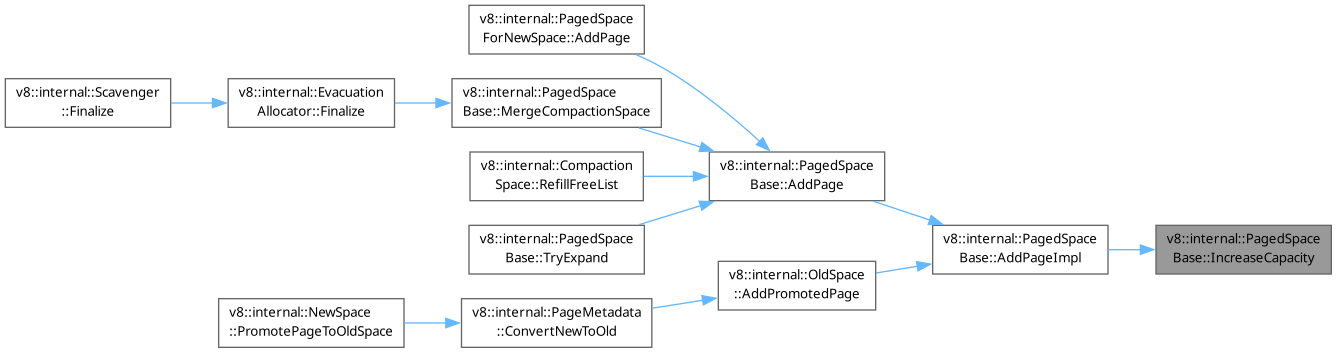 v8::internal::PagedSpace
ForNewSpace::AddPage
v8::internal::Scavenger
::Finalize
v8::internal::Evacuation
Allocator::Finalize
v8::internal::PagedSpace
Base::MergeCompactionSpace
v8::internal::Compaction
Space::RefillFreeList
v8::internal::PagedSpace
Base::AddPage
v8::internal::PagedSpace
Base::TryExpand
v8::internal::PagedSpace
Base::AddPageImpl
v8::internal::PagedSpace
Base::IncreaseCapacity
v8::internal::OldSpace
::AddPromotedPage
v8::internal::NewSpace
::PromotePageToOldSpace
v8::internal::PageMetadata
::ConvertNewToOld